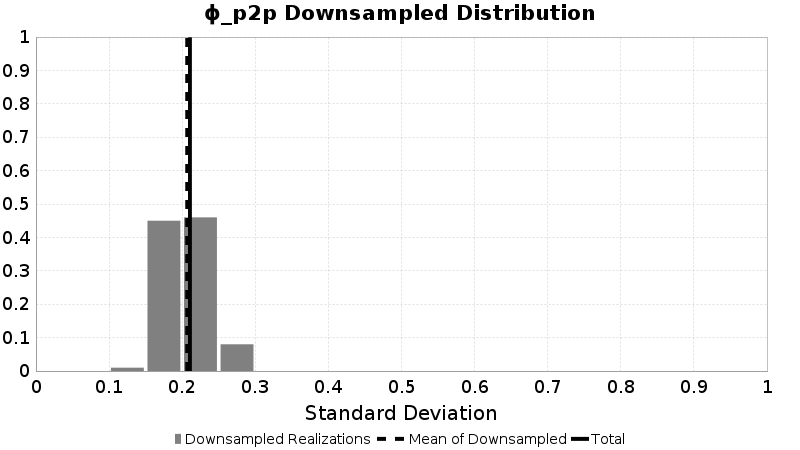 ϕ_p2p Downsampled Distribution
1
0.9
0.8
0.7
0.6
0.5
0.4
0.3
0.2
0.1
0
0 0.1 0.2 0.3 0.4 0.5 0.6 0.7 0.8 0.9 1
Standard Deviation
Downsampled Realizations Mean of Downsampled Total